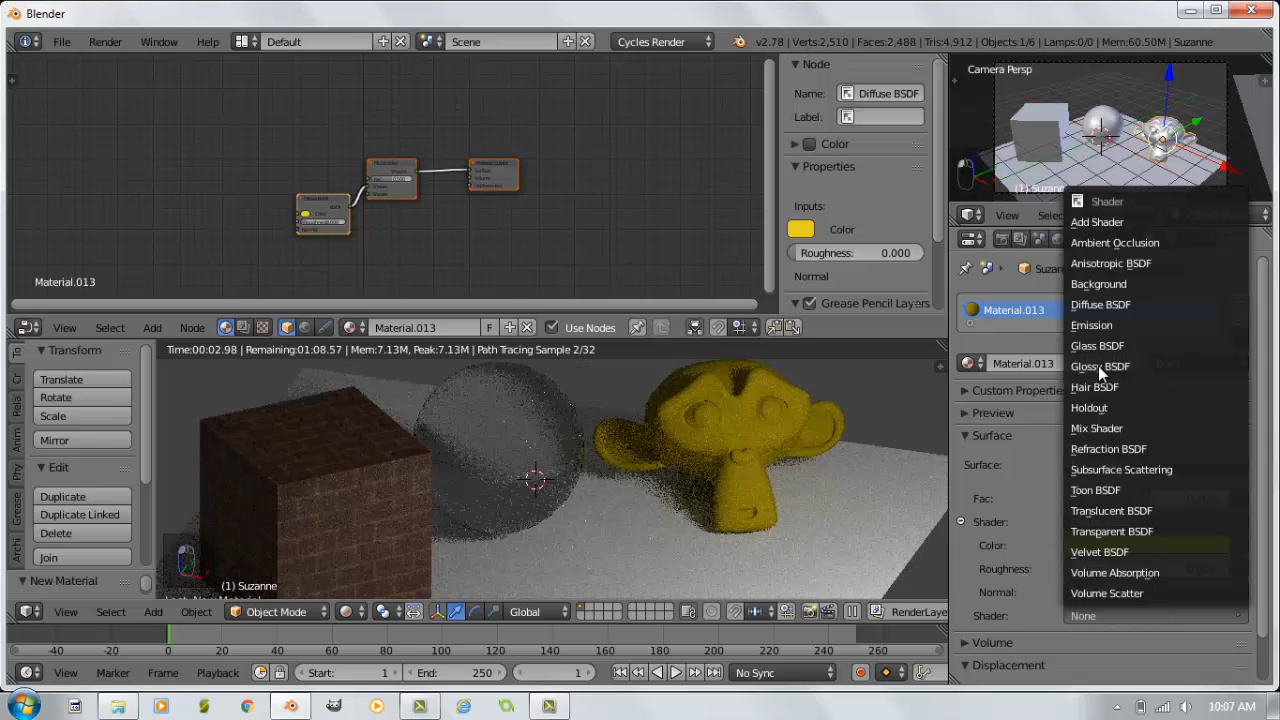 Blender
File Render Window Help Default Scene Cycles Render v2.78 | Verts:2,510 | Faces:2,488 | Tris:4,912 | Objects:1/6 | Lamps:0/0 | Mem:60.50M | Suzanne
Node
Name: Diffuse BSDF
Label:
Color
Properties
Inputs:
Color
Roughness: 0.000
Normal
Grease Pencil Layers
Material.013
View Select Add Node Material.013 F Use Nodes
Camera Persp
(1) Suzanne
View Selec
Suzan
Material.013
Material.013
Custom Properties
Preview
Surface
Surface:
Fac:
Shader:
Color:
Roughness:
Normal:
Shader: None
Volume
Displacement
Shader
Add Shader
Ambient Occlusion
Anisotropic BSDF
Background
Diffuse BSDF
Emission
Glass BSDF
Glossy BSDF
Hair BSDF
Holdout
Mix Shader
Refraction BSDF
Subsurface Scattering
Toon BSDF
Translucent BSDF
Transparent BSDF
Velvet BSDF
Volume Absorption
Volume Scatter
Transform
Translate
Rotate
Scale
Mirror
Edit
Duplicate
Duplicate Linked
Delete
Join
New Material
To
Cr
Rela
Anim
Phy
Grease
Archi
Time:00:02.98 | Remaining:01:08.57 | Mem:7.13M, Peak:7.13M | Path Tracing Sample 2/32
(1) Suzanne
View Select Add Object Object Mode Global RenderLaye
-40 -20 0 20 40 60 80 100 120 140 160 180 200 220 240 260
View Marker Frame Playback Start: 1 End: 250 1 No Sync
10:07 AM